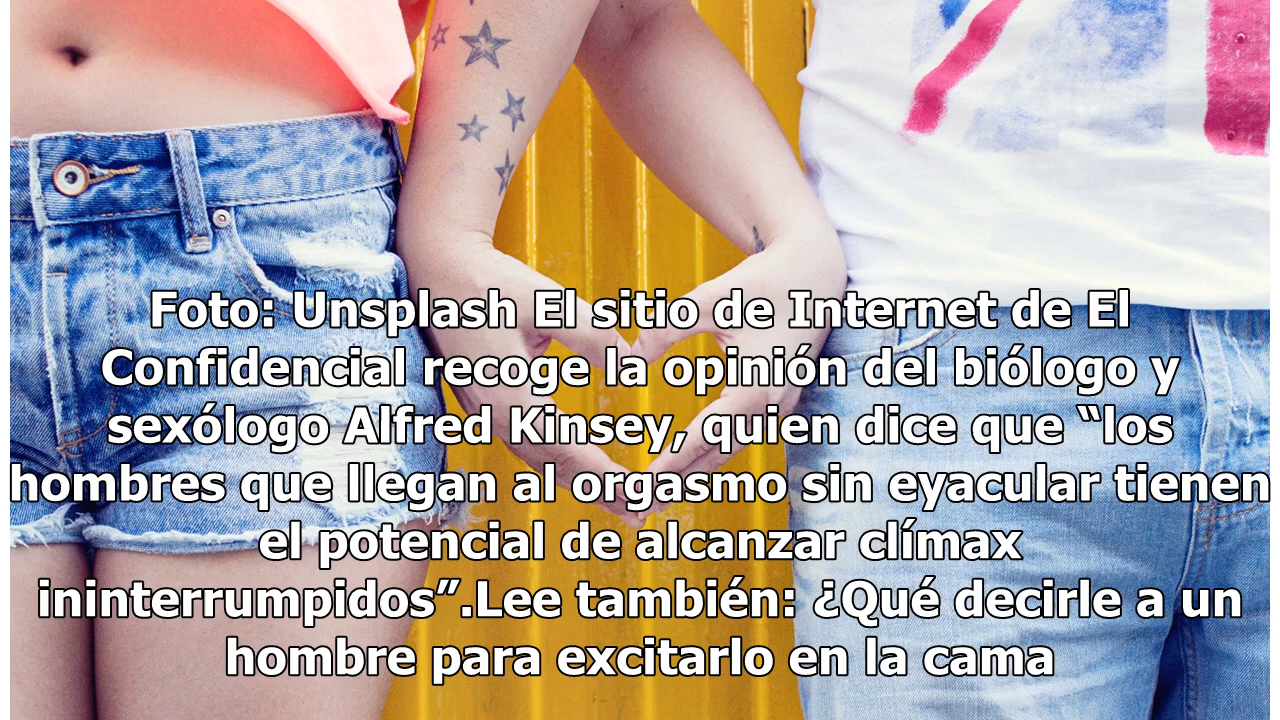 Foto: Unsplash El sitio de Internet de El
Confidencial recoge la opinión del biólogo y
sexólogo Alfred Kinsey, quien dice que “los
hombres que llegan al orgasmo sin eyacular tienen
el potencial de alcanzar clímax
ininterrumpidos”.Lee también: ¿Qué decirle a un
hombre para excitarlo en la cama